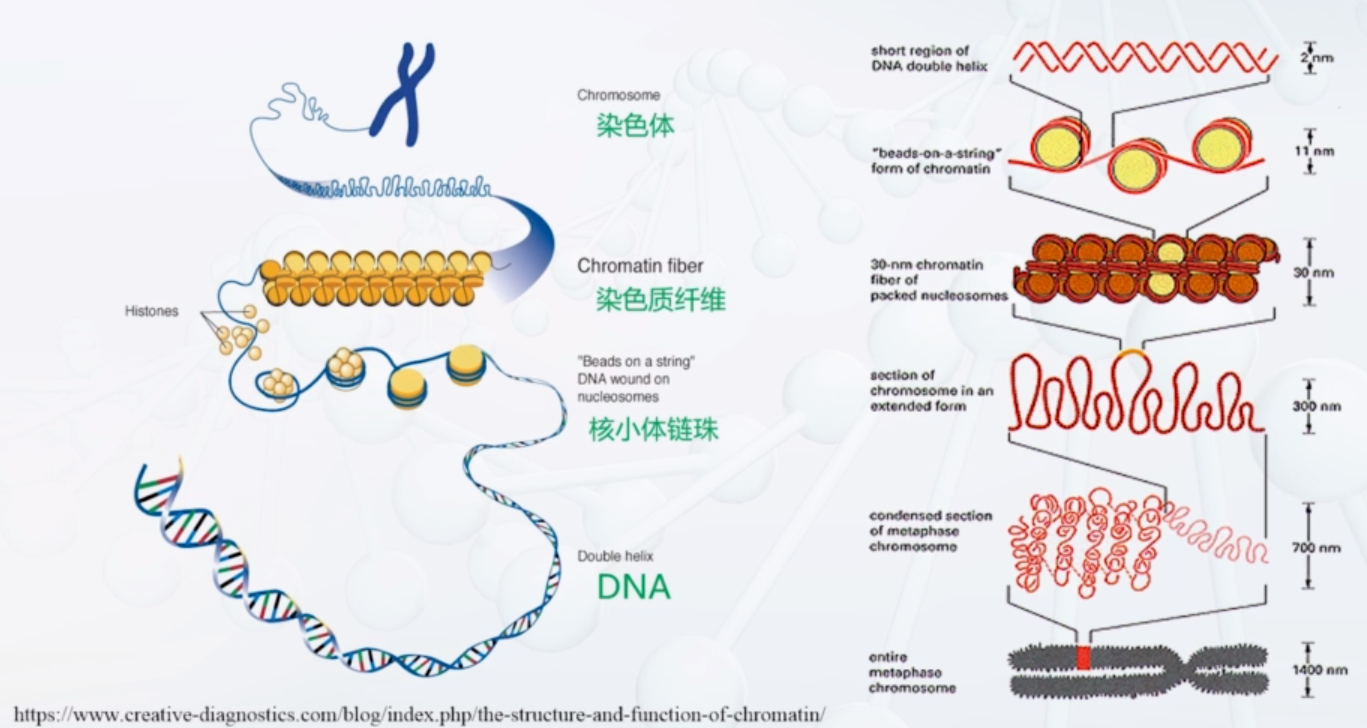 Chromosome
染色体
Chromatin fiber
染色质纤维
Histones
"Beads on a string"
DNA wound on
nucleosomes
核小体链珠
Double helix
DNA
short region of
DNA double helix
2 nm
"beads-on-a-string"
form of chromatin
11 nm
30-nm chromatin
fiber of
packed nucleosomes
30 nm
section of
chromosome in an
extended form
300 nm
condensed section
of metaphase
chromosome
700 nm
entire
metaphase
chromosome
1400 nm
https://www.creative-diagnostics.com/blog/index.php/the-structure-and-function-of-chromatin/